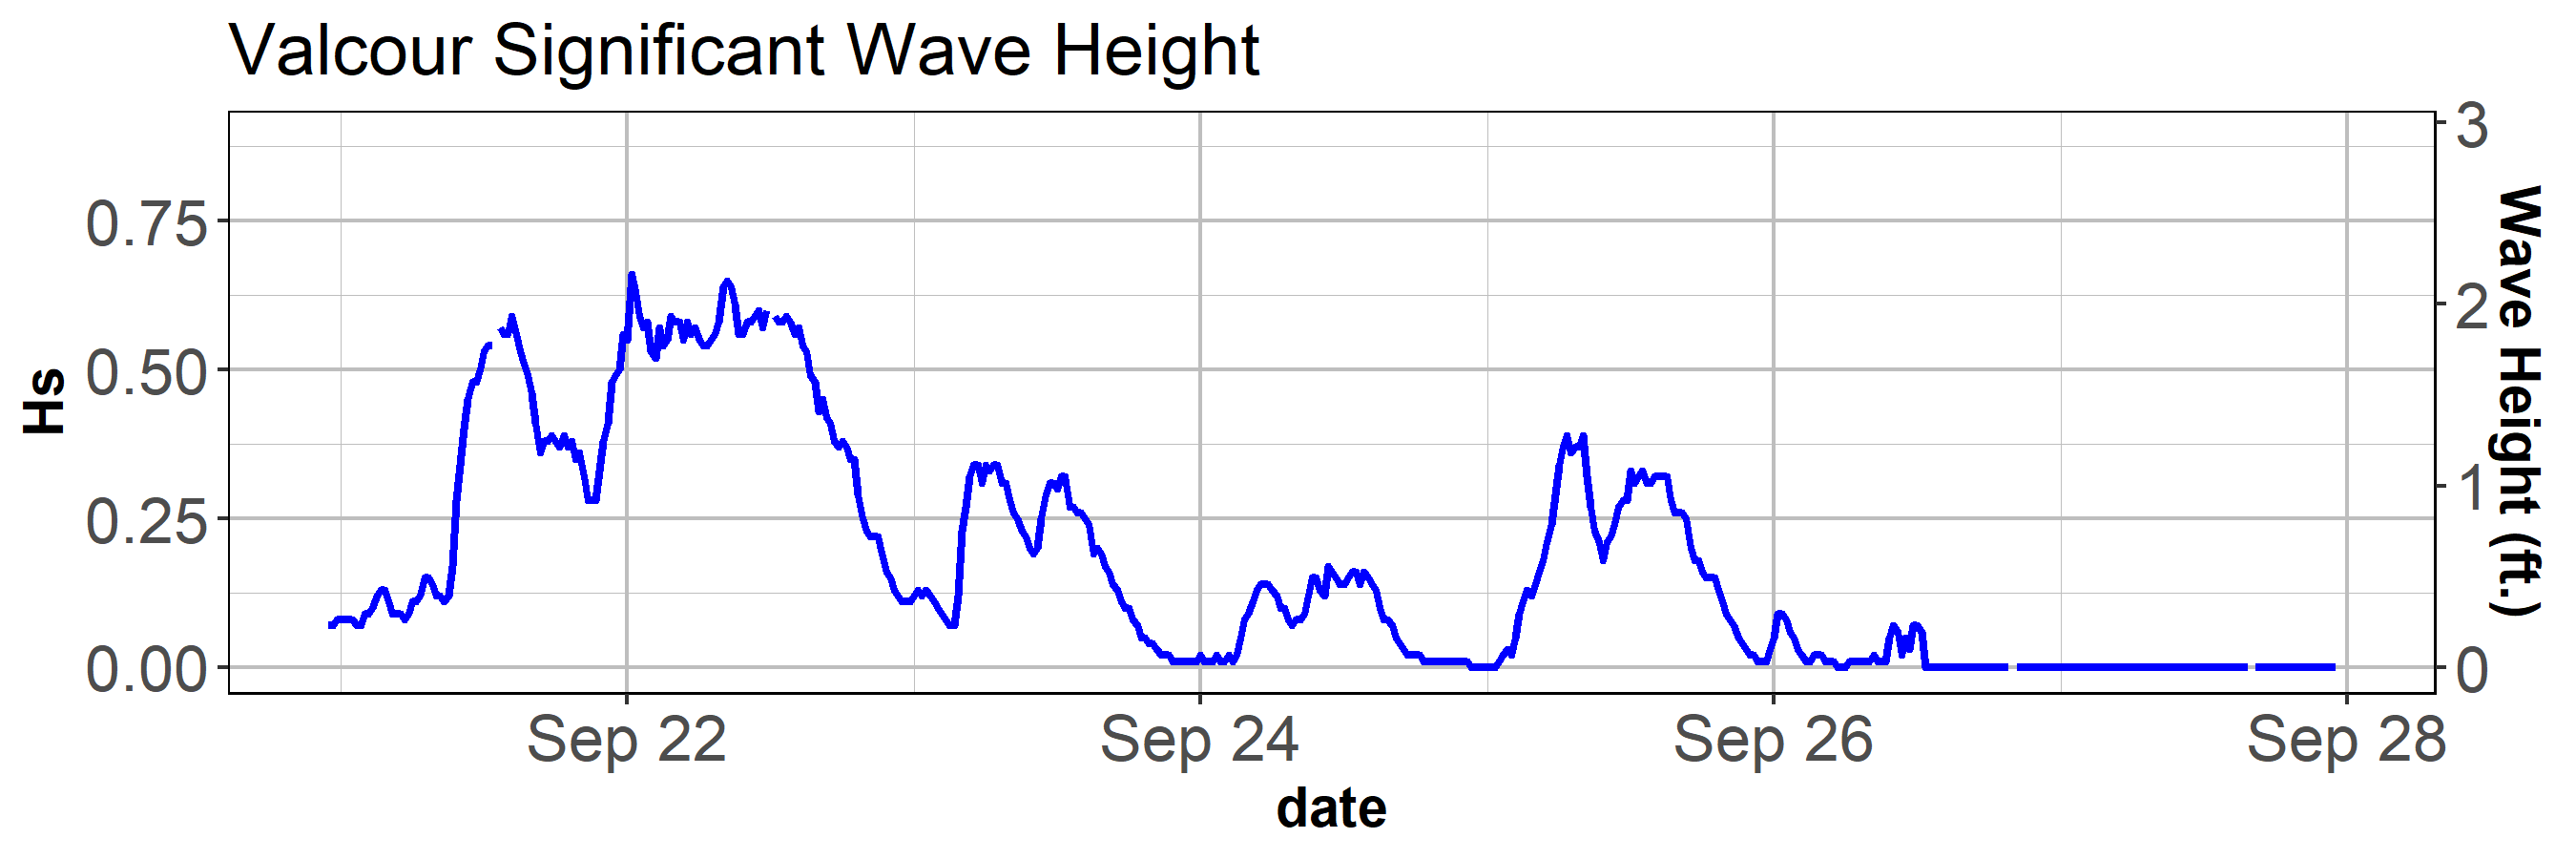 Valcour Significant Wave Height
Hs
0.75
0.50
0.25
0.00
3
2
1
0
Wave Height (ft.)
Sep 22
Sep 24
Sep 26
Sep 28
date